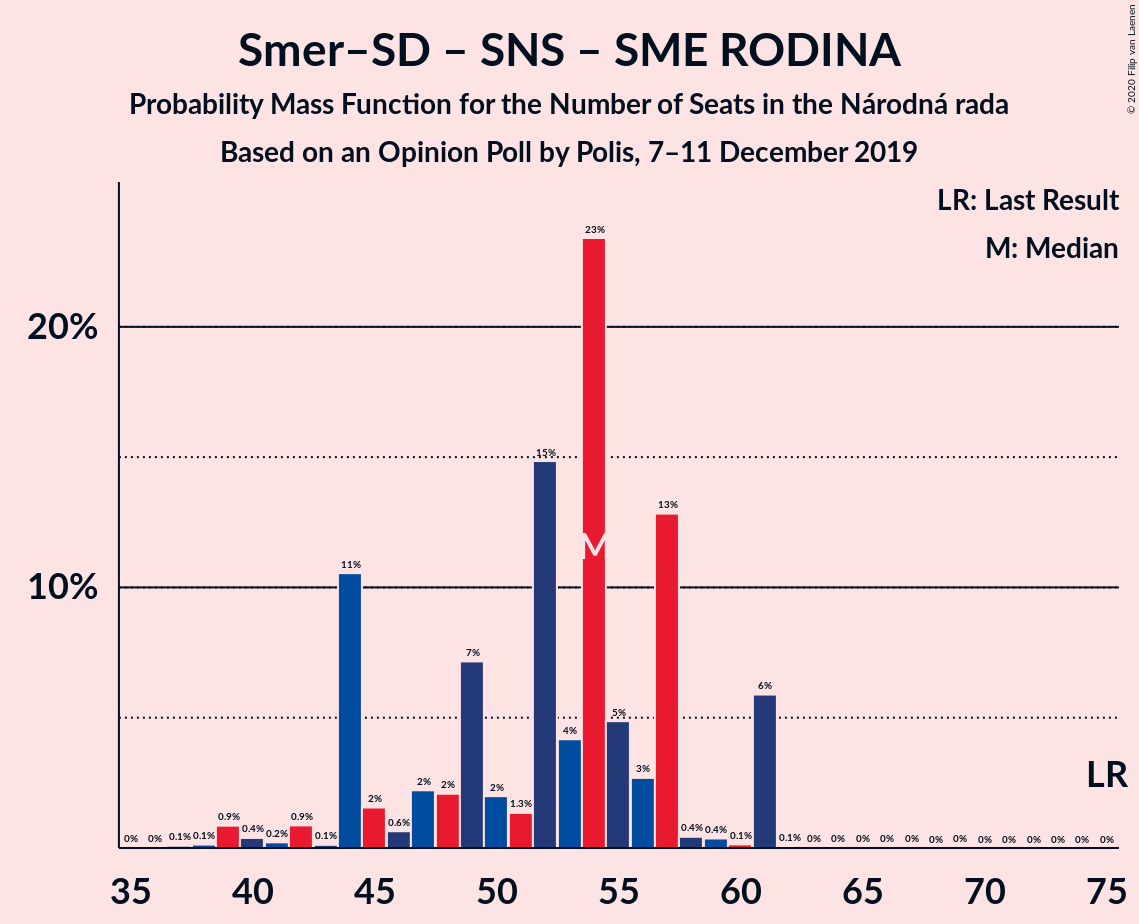 © 2020 Filip van Laenen
Smer–SD – SNS – SME RODINA
Probability Mass Function for the Number of Seats in the Národná rada
Based on an Opinion Poll by Polis, 7–11 December 2019
LR: Last Result
M: Median
20%
10%
0% 0% 0.1% 0.1% 0.9% 0.4% 0.2% 0.9% 0.1% 11% 2% 0.6% 2% 2% 7% 2% 1.3% 15% 4% 23% 5% 3% 13% 0.4% 0.4% 0.1% 6% 0.1% 0% 0% 0% 0% 0% 0% 0% 0% 0% 0% 0% 0% 0%
M
LR
35 40 45 50 55 60 65 70 75